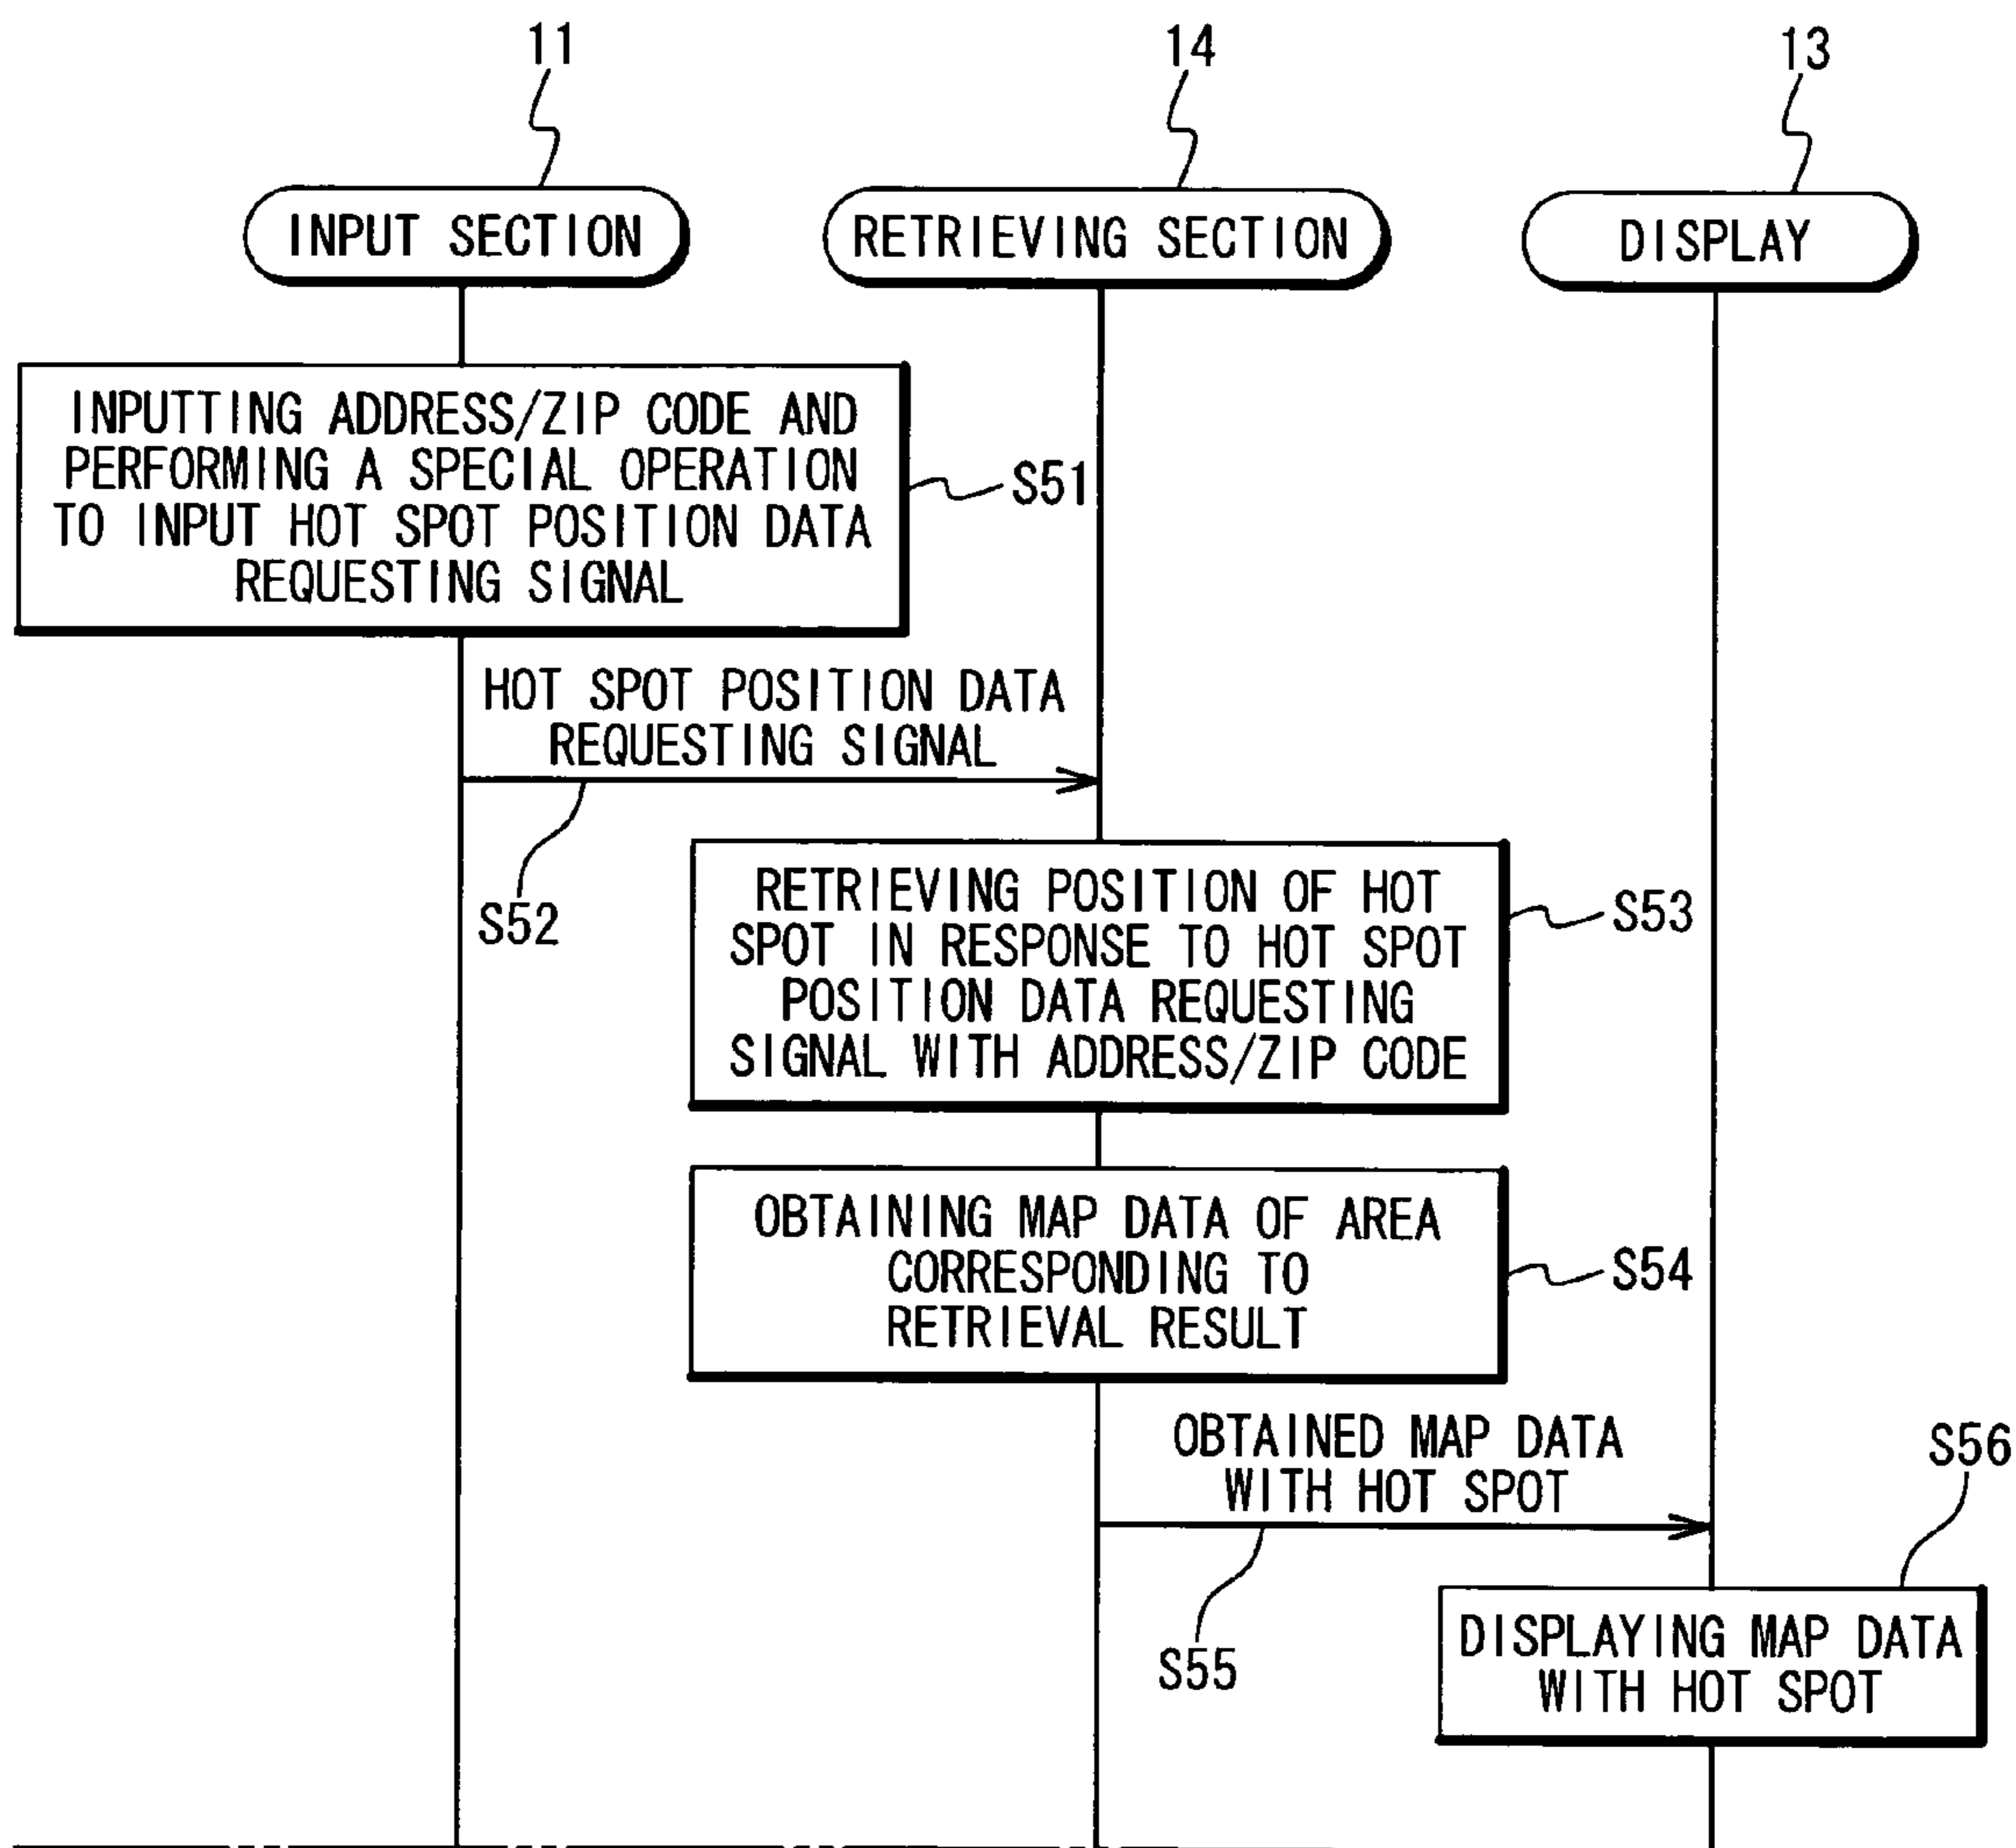 11
14
13
INPUT SECTION
RETRIEVING SECTION
DISPLAY
INPUTTING ADDRESS/ZIP CODE AND
PERFORMING A SPECIAL OPERATION
TO INPUT HOT SPOT POSITION DATA
REQUESTING SIGNAL
S51
HOT SPOT POSITION DATA
REQUESTING SIGNAL
S52
RETRIEVING POSITION OF HOT
SPOT IN RESPONSE TO HOT SPOT
POSITION DATA REQUESTING
SIGNAL WITH ADDRESS/ZIP CODE
S53
OBTAINING MAP DATA OF AREA
CORRESPONDING TO
RETRIEVAL RESULT
S54
OBTAINED MAP DATA
WITH HOT SPOT
S55
S56
DISPLAYING MAP DATA
WITH HOT SPOT